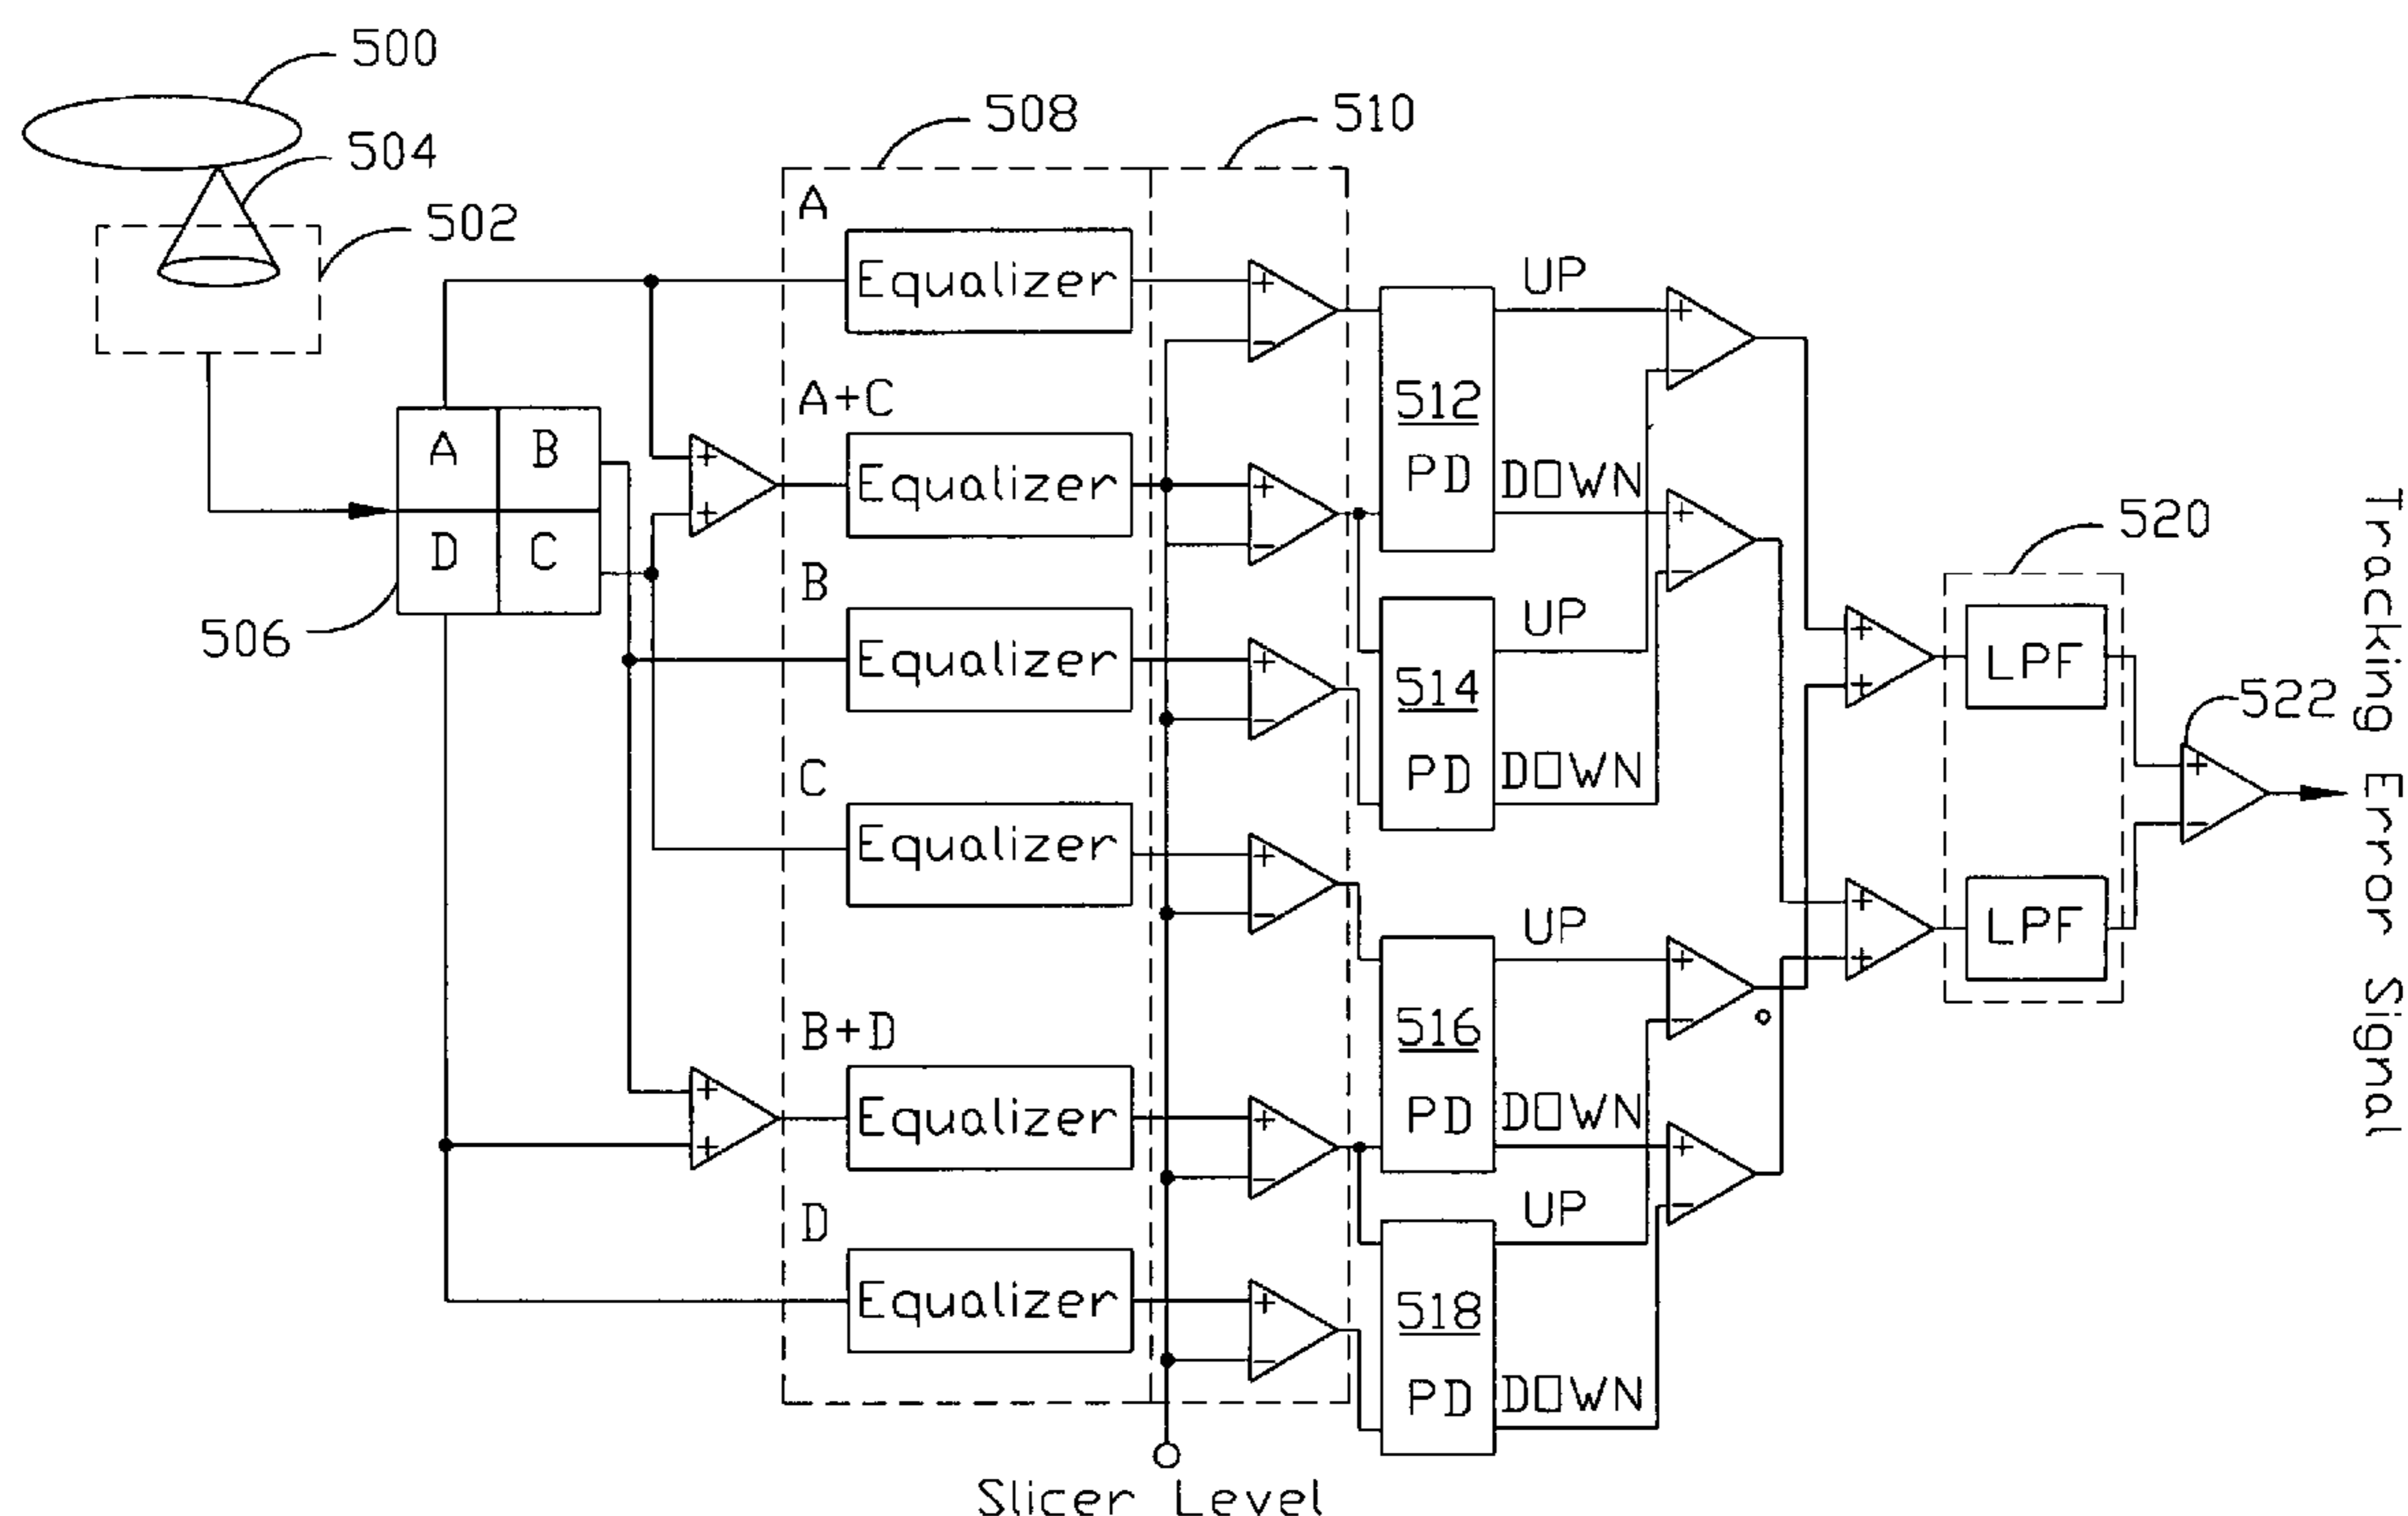 500
504
502
508
510
A
Equalizer
A+C
Equalizer
B
Equalizer
C
Equalizer
B+D
Equalizer
D
Equalizer
A B
D C
506
+
+
+
+
+
−
+
−
+
−
+
−
+
−
+
−
Slicer Level
512
PD
UP
DOWN
514
PD
UP
DOWN
516
PD
UP
DOWN
518
PD
UP
DOWN
+
−
+
−
+
−
+
−
+
+
+
+
520
LPF
LPF
522
+
−
Tracking Error Signal